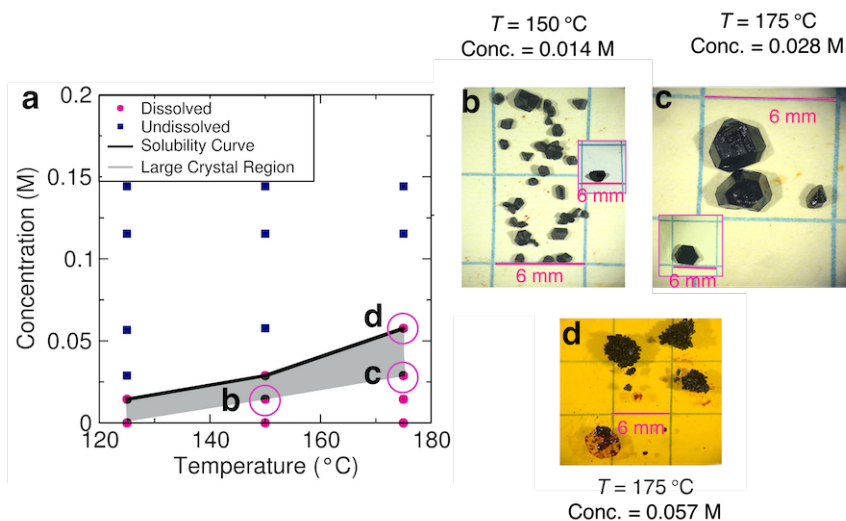 T = 150 °C
Conc. = 0.014 M
T = 175 °C
Conc. = 0.028 M
a
Dissolved
Undissolved
Solubility Curve
Large Crystal Region
0.2
0.15
0.1
0.05
0
Concentration (M)
120
140
160
180
Temperature (°C)
b
c
d
b
6 mm
6 mm
c
6 mm
6 mm
d
6 mm
T = 175 °C
Conc. = 0.057 M